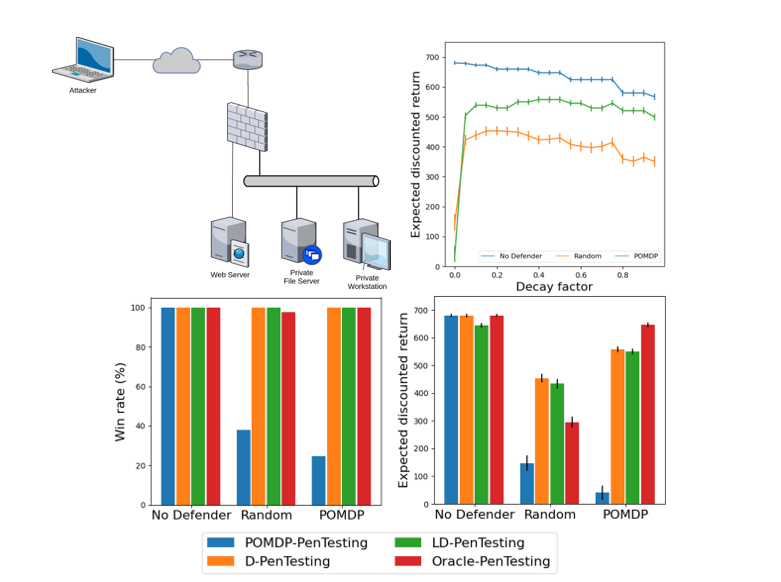 Attacker
Web Server
Private
File Server
Private
Workstation
Expected discounted return
700
600
500
400
300
200
100
0
No Defender
Random
POMDP
0.0
0.2
0.4
0.6
0.8
Decay factor
Win rate (%)
100
80
60
40
20
0
No Defender
Random
POMDP
Expected discounted return
700
600
500
400
300
200
100
0
No Defender
Random
POMDP
POMDP-PenTesting
LD-PenTesting
D-PenTesting
Oracle-PenTesting